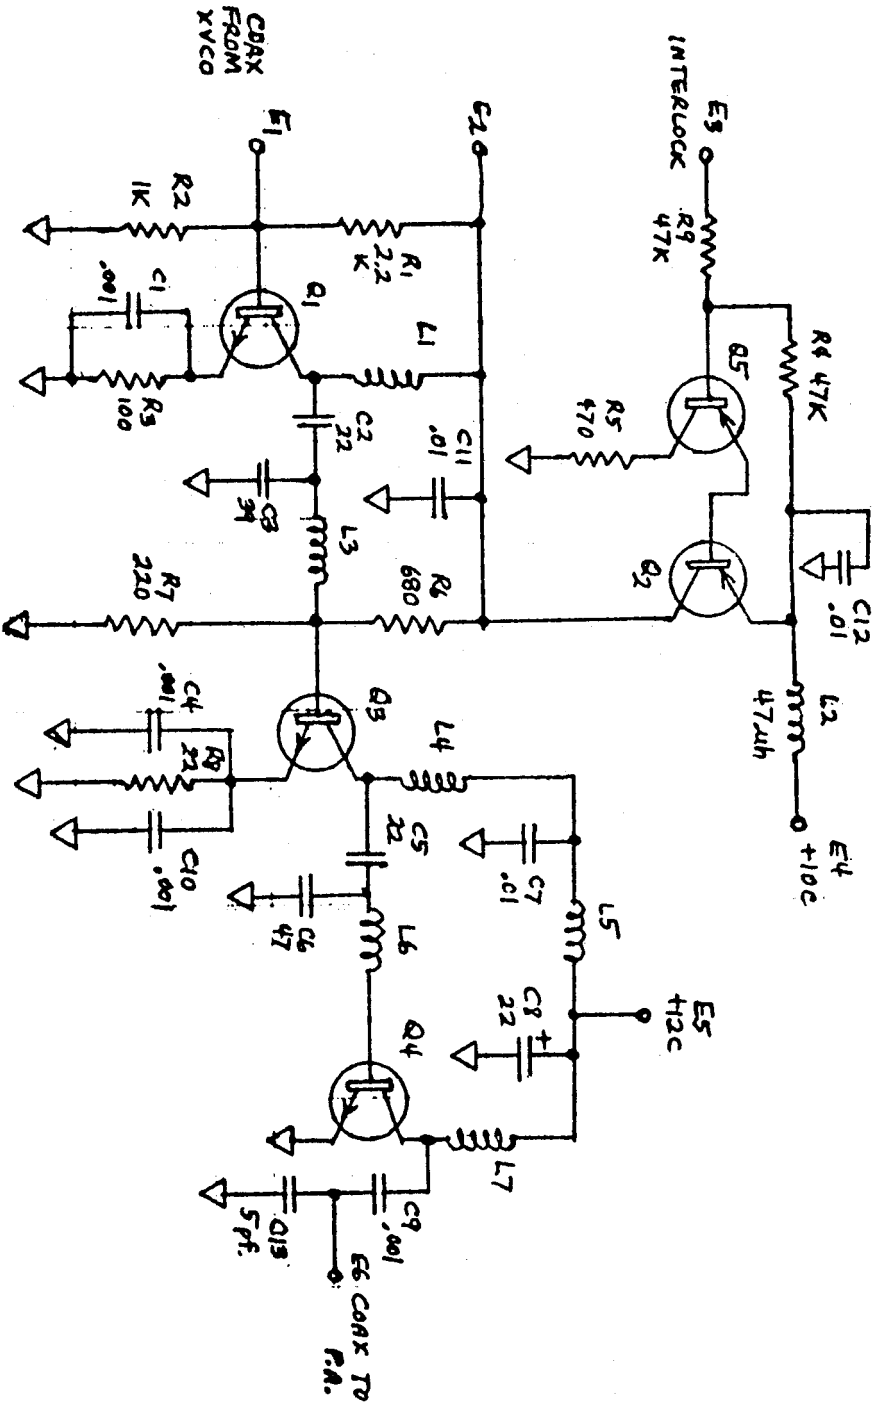 INTERLOCK
E3
R9
47K
R4 47K
Q5
R5
470
Q2
C12
.01
L2
47uh
E4
+10C
COAX
FROM
XVCO
E1
E2
R2
1K
R1
2.2
K
C1
.001
Q1
R3
100
L1
C2
22
C3
39
C11
.01
L3
R6
680
R7
220
Q3
C4
.001
R8
22
C10
.001
L4
C5
22
C6
47
L6
C7
.01
L5
C8
22
+
E5
+12C
Q4
L7
C9
.001
C13
5pf.
E6 COAX TO
P.A.